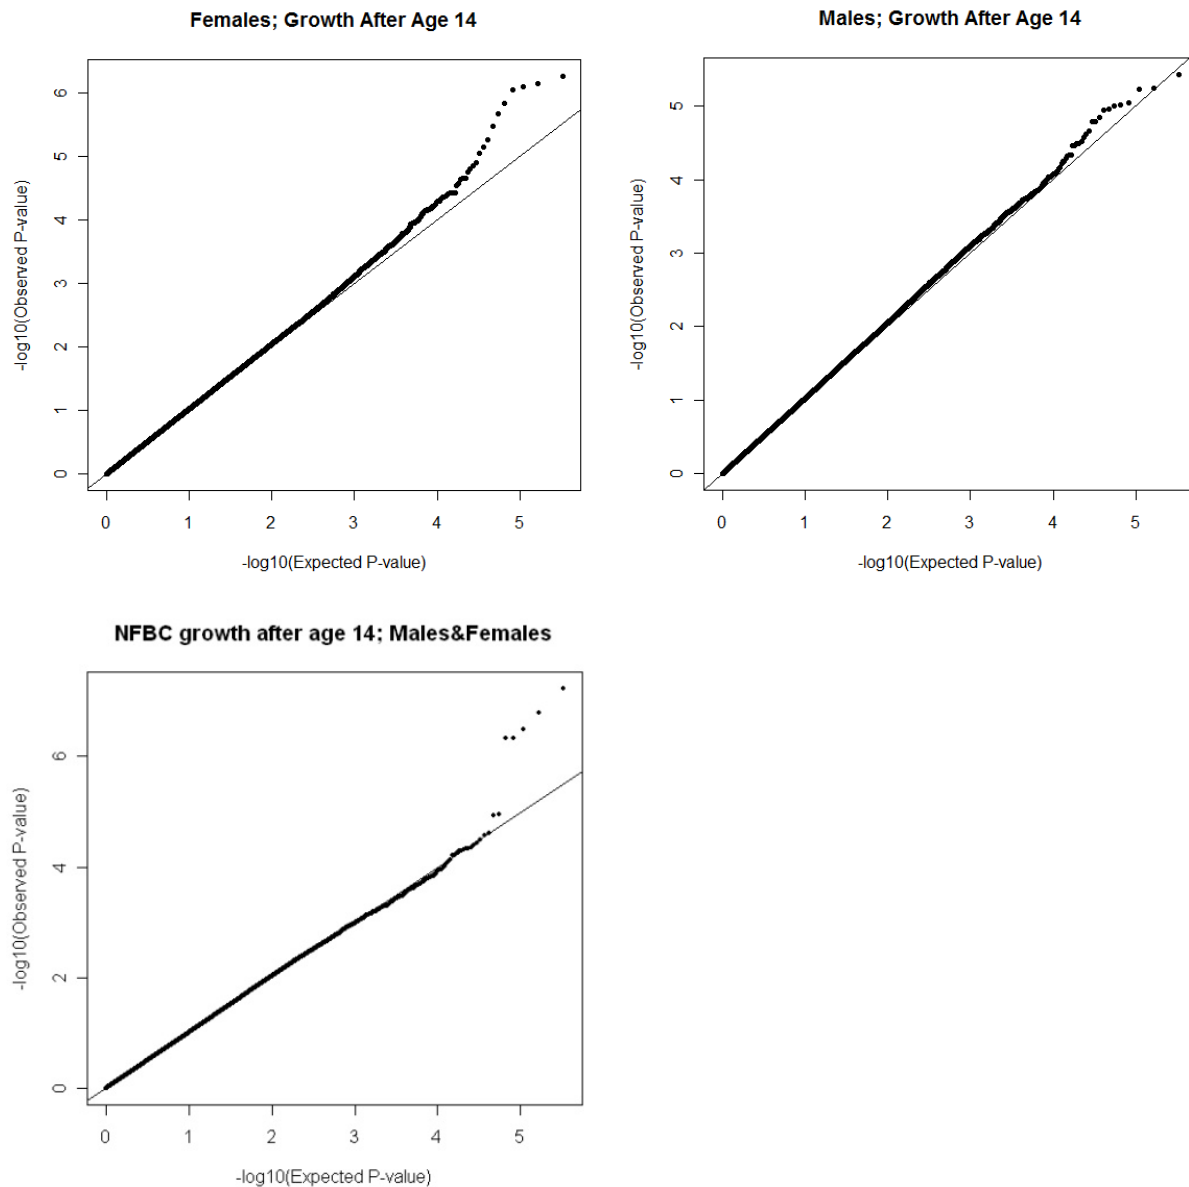 Females; Growth After Age 14
-log10(Observed P-value)
6
5
4
3
2
1
0
0 1 2 3 4 5
-log10(Expected P-value)
Males; Growth After Age 14
-log10(Observed P-value)
5
4
3
2
1
0
0 1 2 3 4 5
-log10(Expected P-value)
NFBC growth after age 14; Males&Females
-log10(Observed P-value)
6
4
2
0
0 1 2 3 4 5
-log10(Expected P-value)